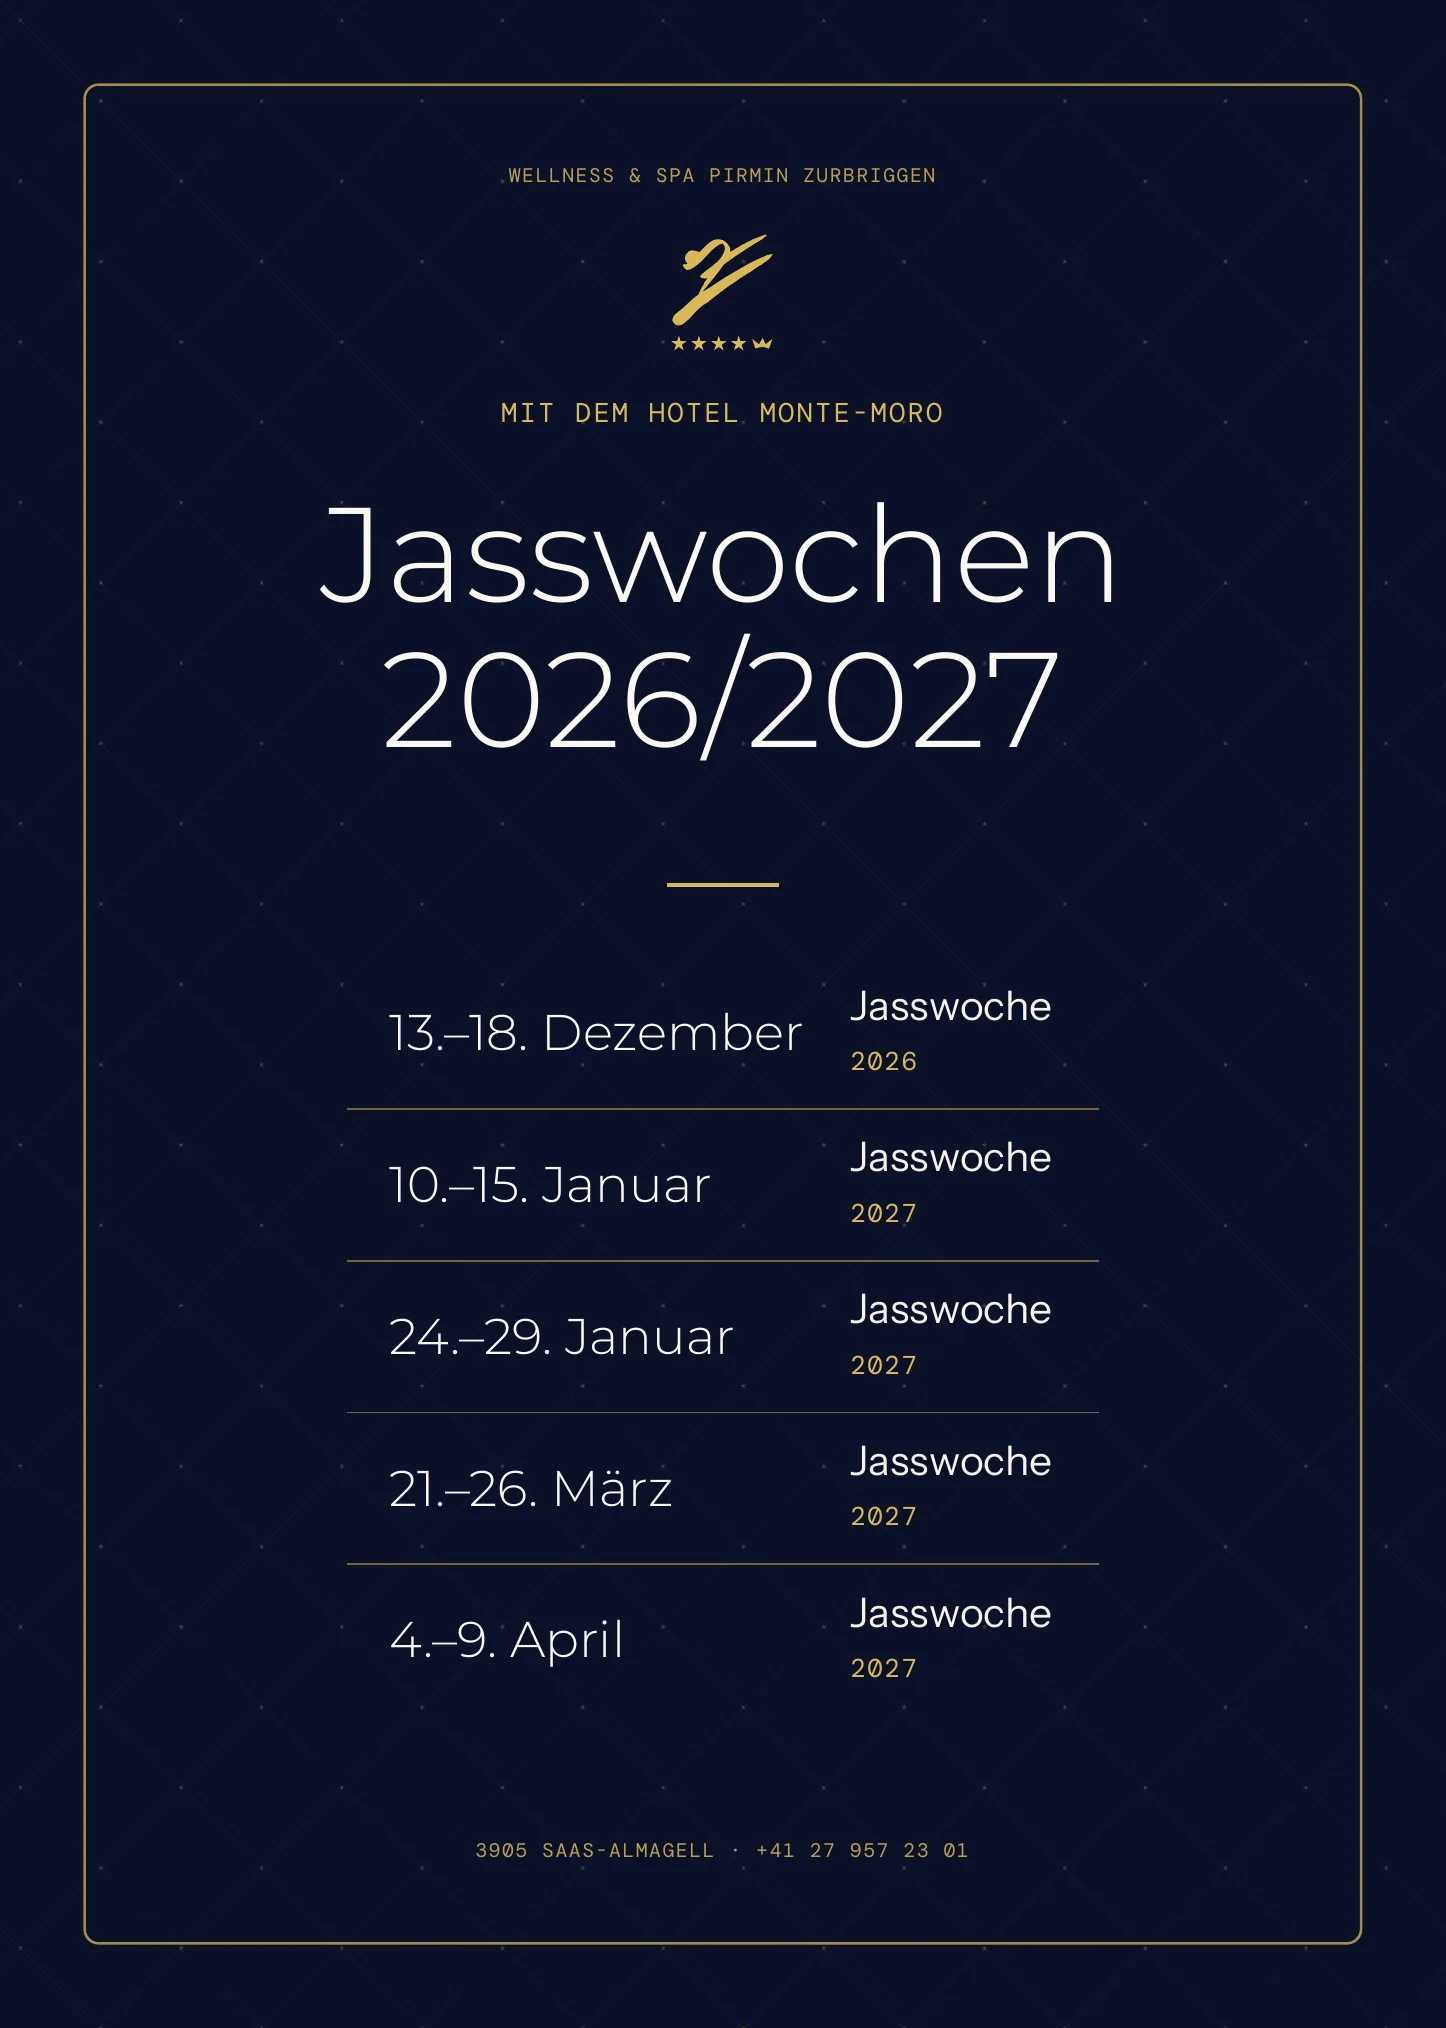 WELLNESS & SPA PIRMIN ZURBRIGGEN
MIT DEM HOTEL MONTE-MORO
Jasswochen
2026/2027
13.–18. Dezember
Jasswoche
2026
10.–15. Januar
Jasswoche
2027
24.–29. Januar
Jasswoche
2027
21.–26. März
Jasswoche
2027
4.–9. April
Jasswoche
2027
3905 SAAS-ALMAGELL · +41 27 957 23 01